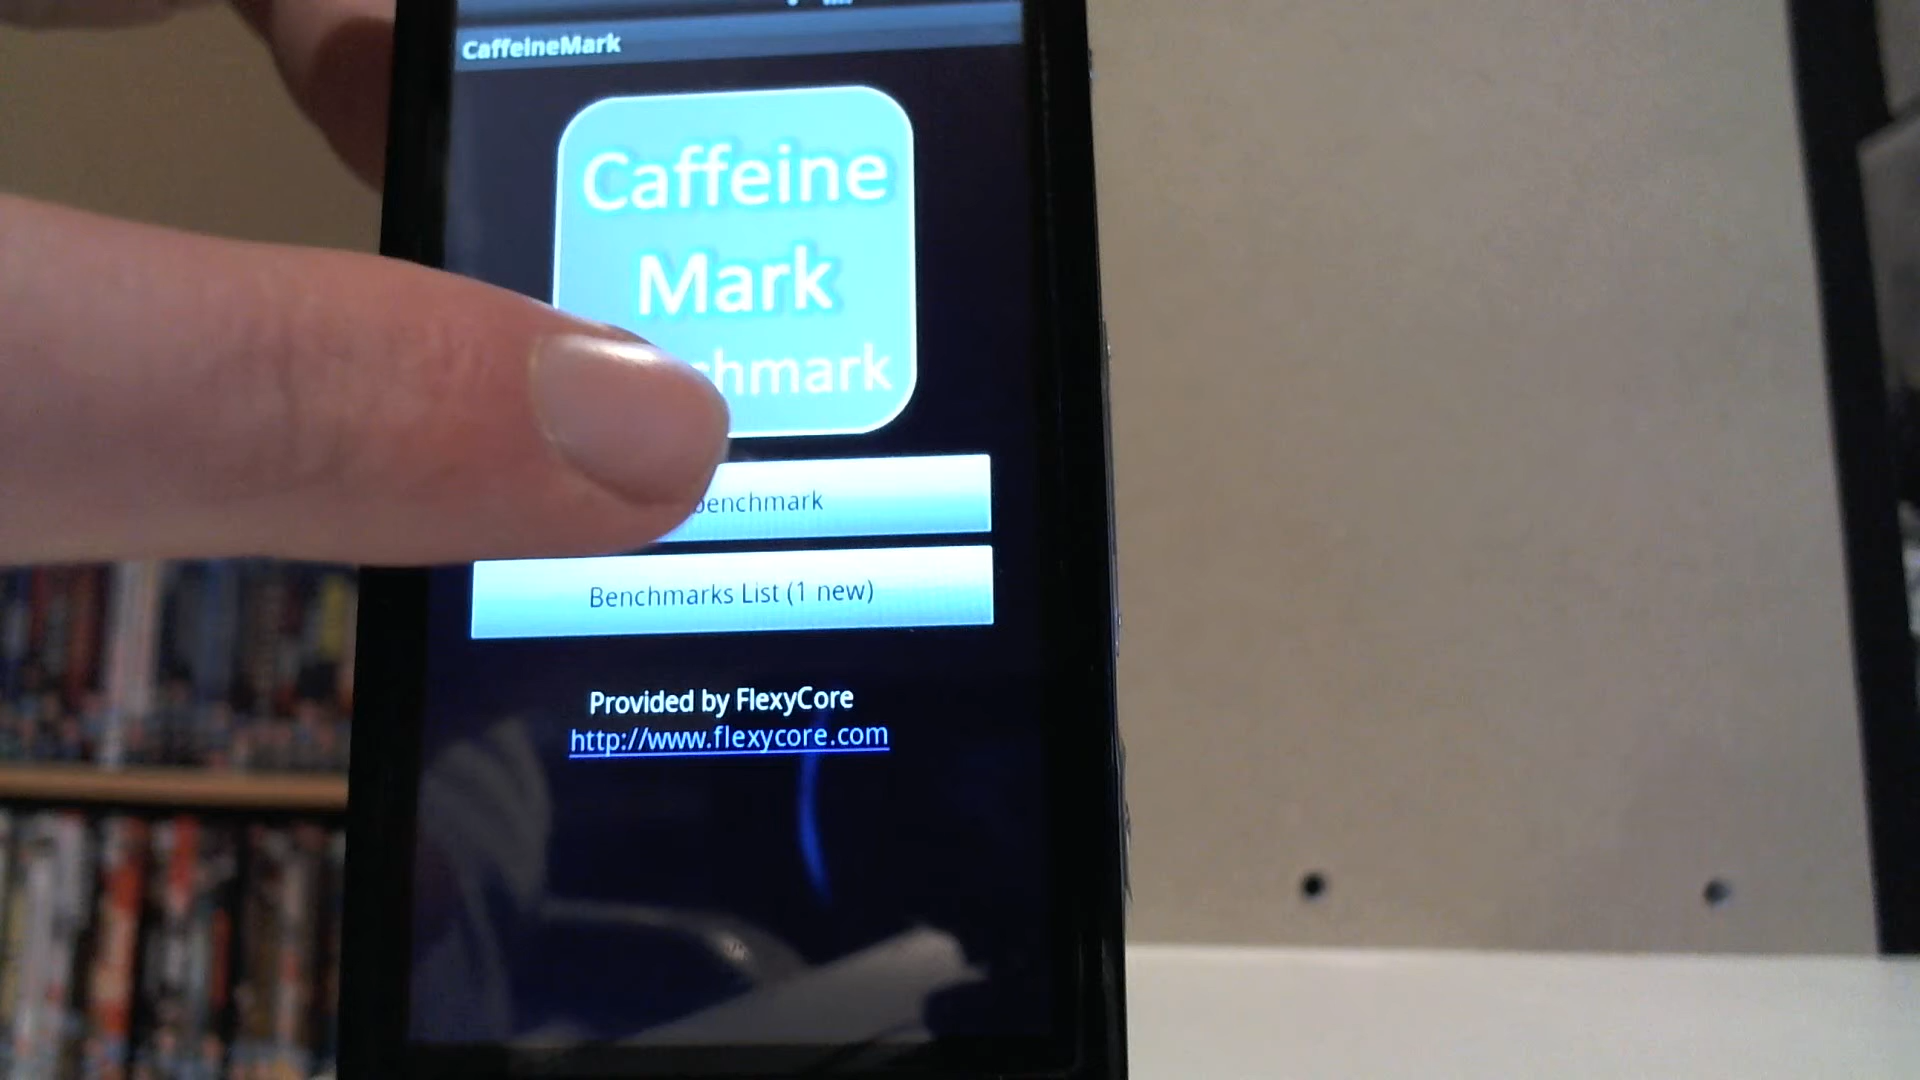 CaffeineMark
Caffeine
Mark
chmark
benchmark
Benchmarks List (1 new)
Provided by FlexyCore
http://www.flexycore.com